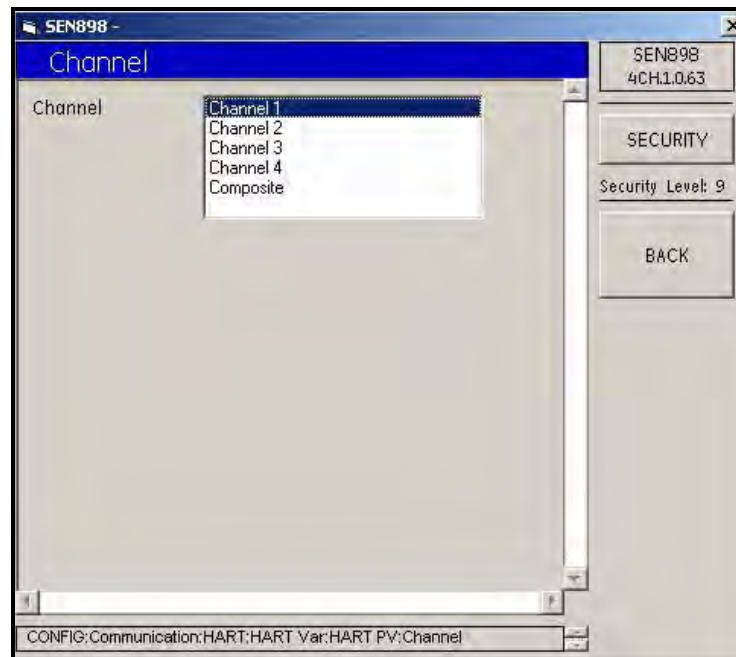 SEN898 -
Channel
SEN898
4CH.1.0.63
Channel
Channel 1
Channel 2
Channel 3
Channel 4
Composite
SECURITY
Security Level: 9
BACK
CONFIG:Communication:HART:HART Var:HART PV:Channel